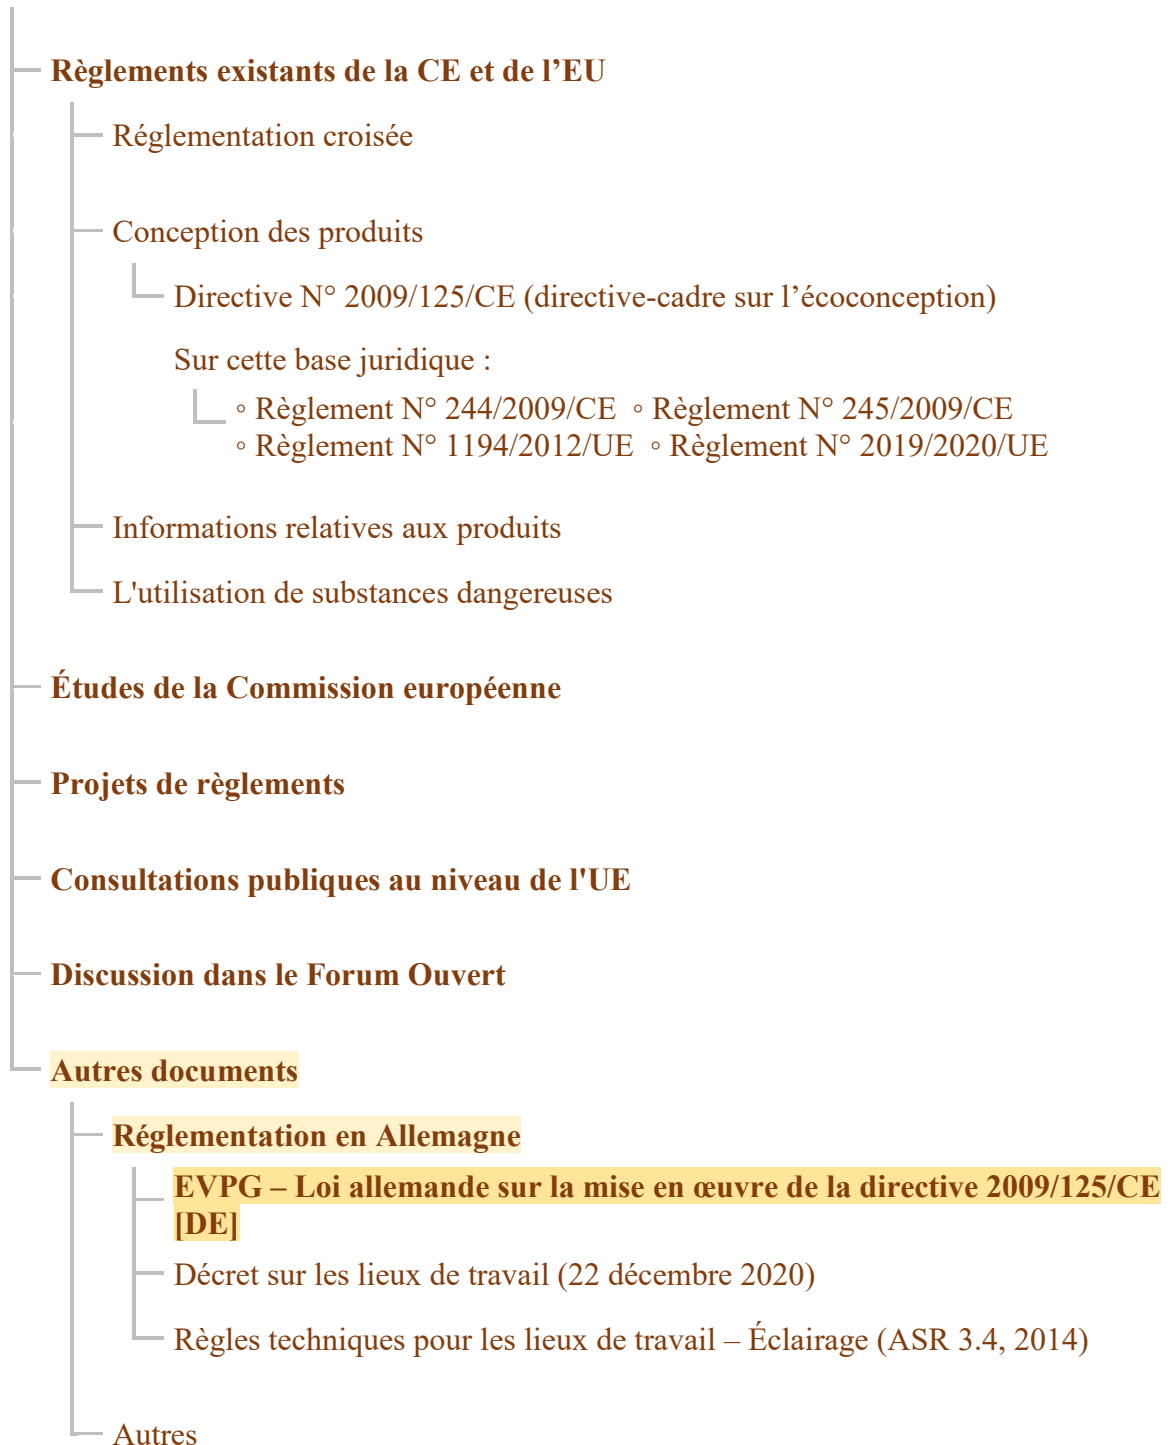 Règlements existants de la CE et de l’EU
Réglementation croisée
Conception des produits
Directive N° 2009/125/CE (directive-cadre sur l’écoconception)
Sur cette base juridique :
◦ Règlement N° 244/2009/CE ◦ Règlement N° 245/2009/CE
◦ Règlement N° 1194/2012/UE ◦ Règlement N° 2019/2020/UE
Informations relatives aux produits
L'utilisation de substances dangereuses
Études de la Commission européenne
Projets de règlements
Consultations publiques au niveau de l'UE
Discussion dans le Forum Ouvert
Autres documents
Réglementation en Allemagne
EVPG – Loi allemande sur la mise en œuvre de la directive 2009/125/CE
[DE]
Décret sur les lieux de travail (22 décembre 2020)
Règles techniques pour les lieux de travail – Éclairage (ASR 3.4, 2014)
Autres